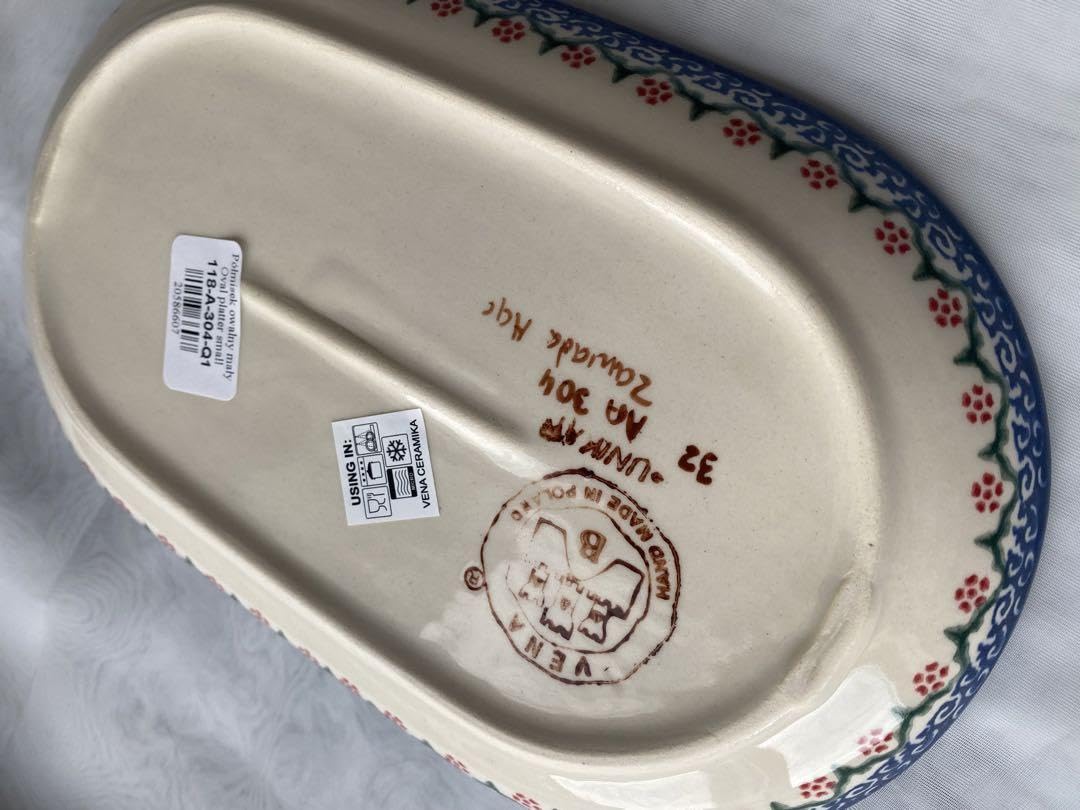 Półmisek owalny mały
Oval platter small
118-A-304-Q1
20586607
USING IN:
VENA CERAMIKA
UNIKAT
AA 304
32
Zawada
VENA
B
HAND MADE IN POLAND
®